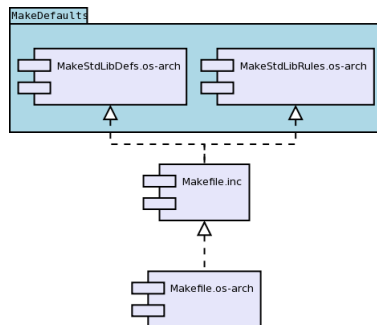 MakeDefaults
MakeStdLibDefs.os-arch
MakeStdLibRules.os-arch
Makefile.inc
Makefile.os-arch